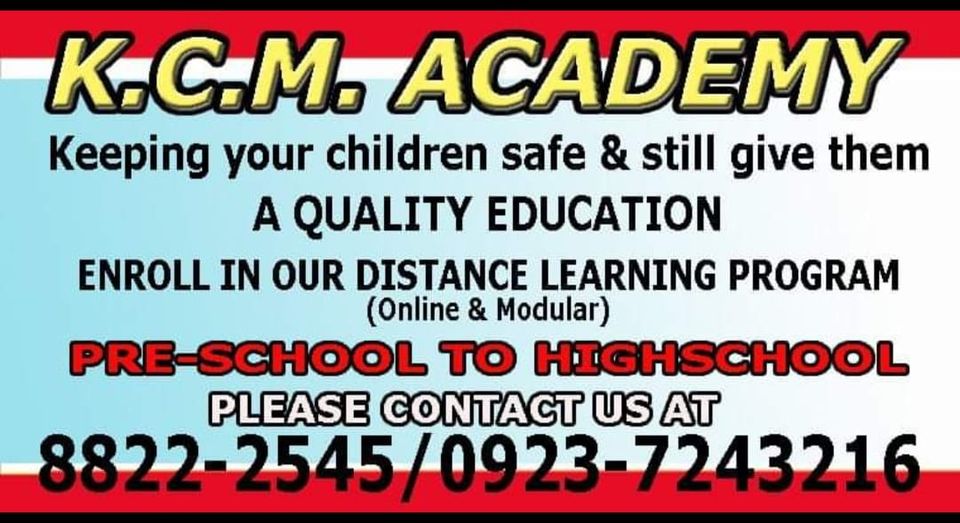 K.C.M. ACADEMY
Keeping your children safe & still give them
A QUALITY EDUCATION
ENROLL IN OUR DISTANCE LEARNING PROGRAM
(Online & Modular)
PRE-SCHOOL TO HIGHSCHOOL
PLEASE CONTACT US AT
8822-2545/0923-7243216